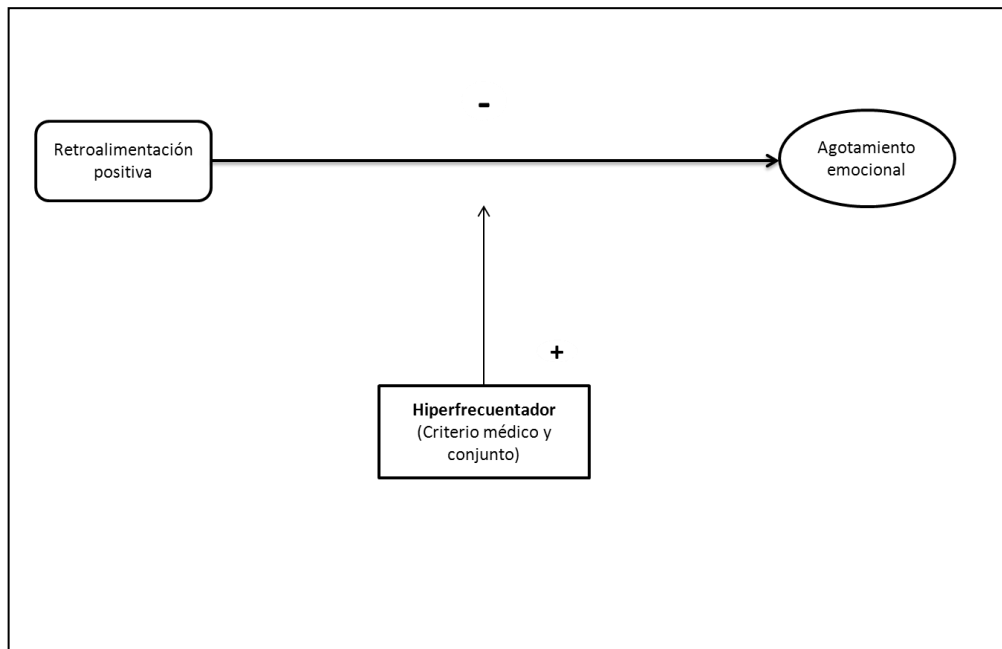 -
Retroalimentación
positiva
Agotamiento
emocional
+
Hiperfrecuentador
(Criterio médico y
conjunto)